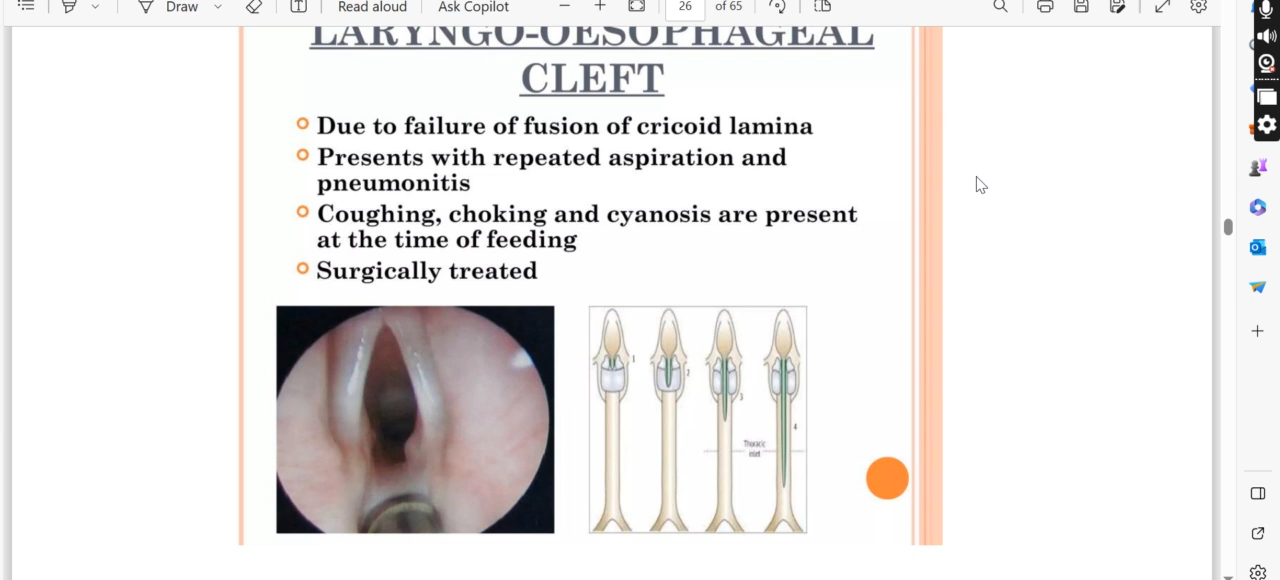 Draw
Read aloud
Ask Copilot
26
of 65
LARYNGO-OESOPHAGEAL
CLEFT
Due to failure of fusion of cricoid lamina
Presents with repeated aspiration and
pneumonitis
Coughing, choking and cyanosis are present
at the time of feeding
Surgically treated
1
2
3
4
Thoracic
inlet